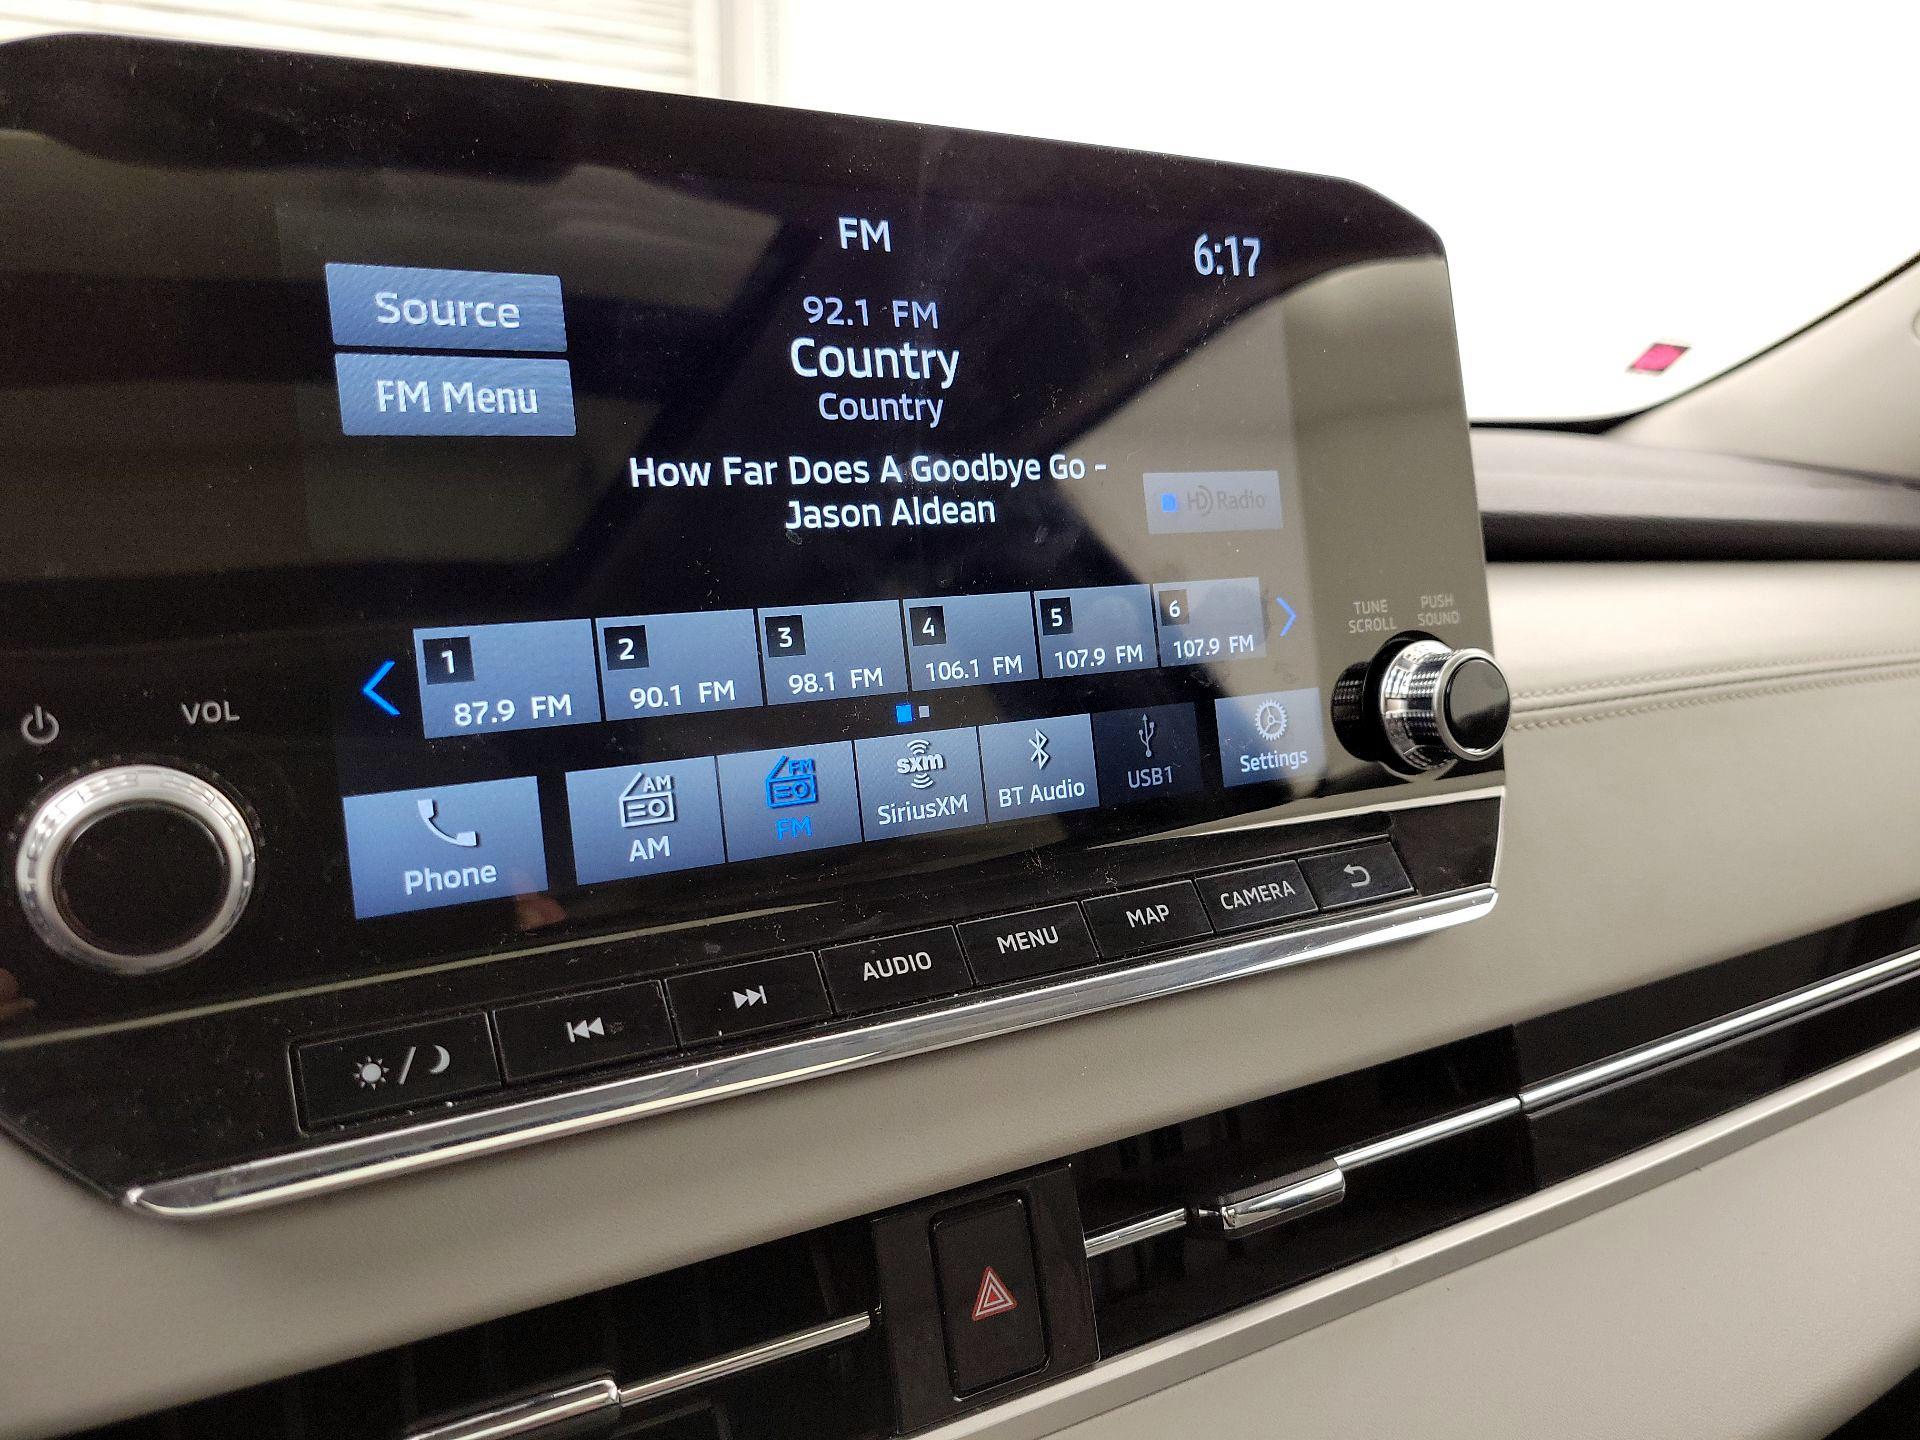 FM
6:17
Source
92.1 FM
Country
FM Menu
Country
How Far Does A Goodbye Go -
Jason Aldean
HD Radio
TUNE SCROLL
PUSH SOUND
1 87.9 FM
2 90.1 FM
3 98.1 FM
4 106.1 FM
5 107.9 FM
6 107.9 FM
VOL
Phone
AM
AM
FM
FM
sxm
SiriusXM
BT Audio
USB1
Settings
AUDIO
MENU
MAP
CAMERA